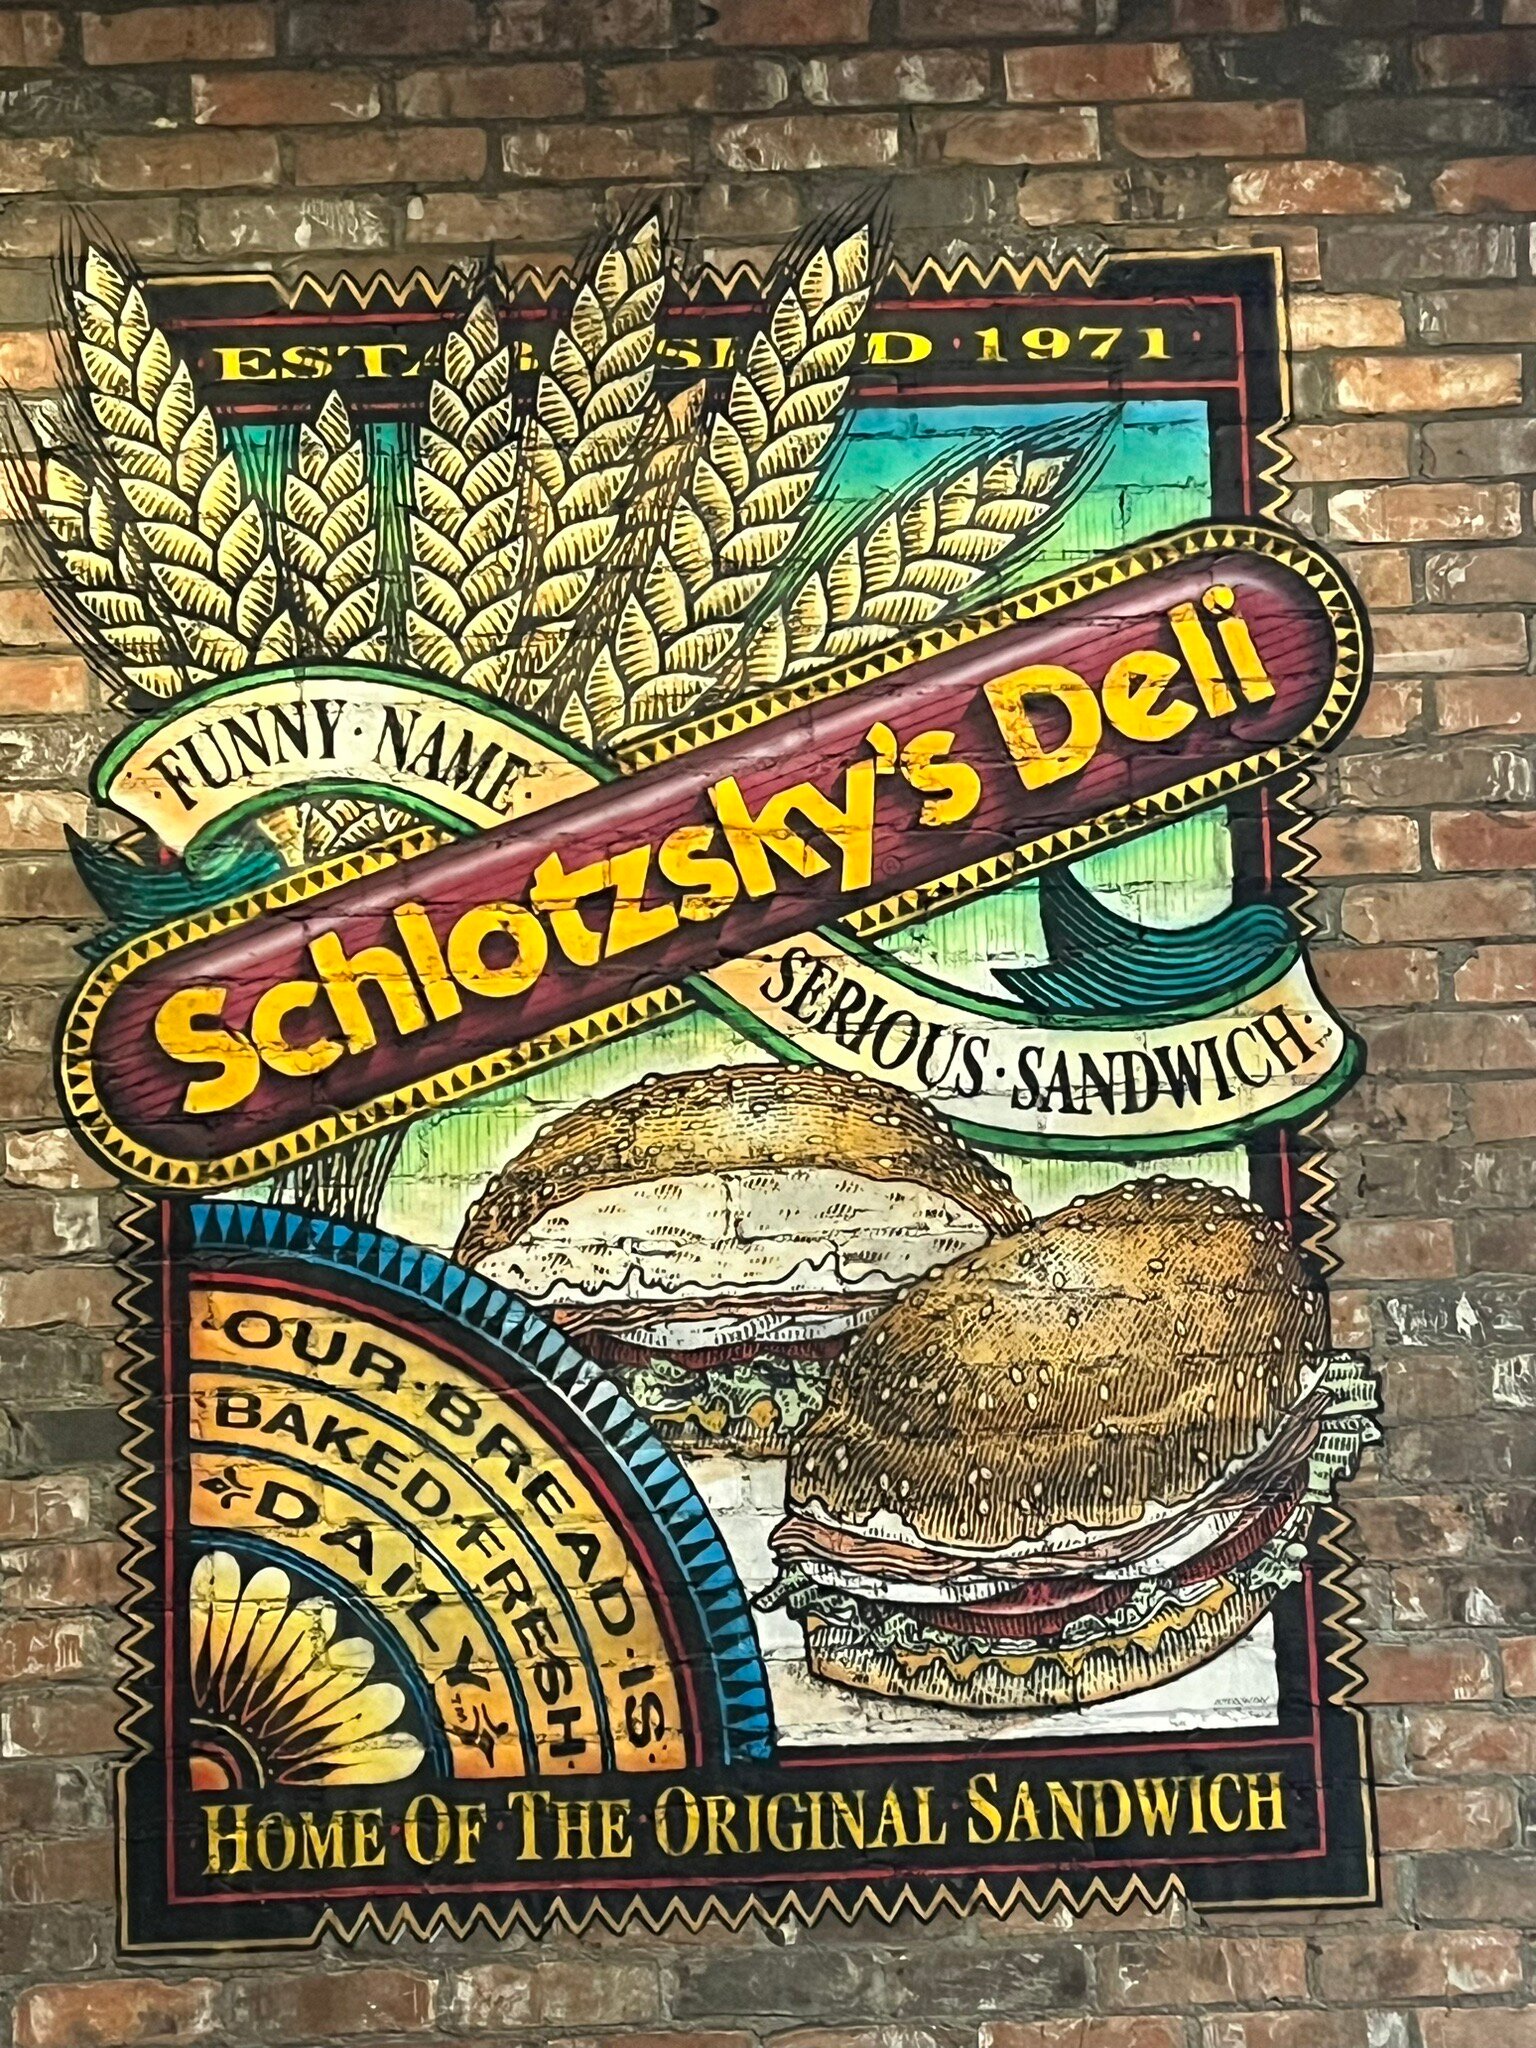 ESTABLISHED · 1971 ·
· FUNNY · NAME ·
Schlotzsky's Deli
· SERIOUS · SANDWICH ·
OUR · BREAD · IS ·
BAKED · FRESH ·
DAILY
HOME · OF · THE · ORIGINAL · SANDWICH